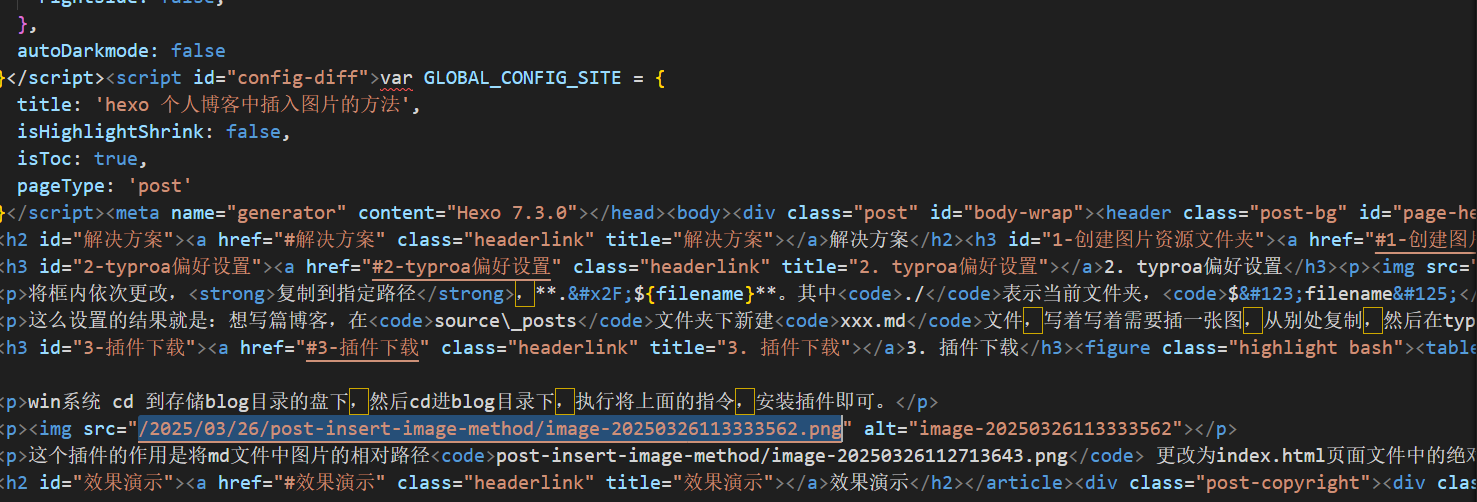 rightside: false,
},
autoDarkmode: false
}</script><script id="config-diff">var GLOBAL_CONFIG_SITE = {
title: 'hexo 个人博客中插入图片的方法',
isHighlightShrink: false,
isToc: true,
pageType: 'post'
}</script><meta name="generator" content="Hexo 7.3.0"></head><body><div class="post" id="body-wrap"><header class="post-bg" id="page-he
<h2 id="解决方案"><a href="#解决方案" class="headerlink" title="解决方案"></a>解决方案</h2><h3 id="1-创建图片资源文件夹"><a href="#1-创建图片
<h3 id="2-typroa偏好设置"><a href="#2-typroa偏好设置" class="headerlink" title="2. typroa偏好设置"></a>2. typroa偏好设置</h3><p><img src="
<p>将框内依次更改，<strong>复制到指定路径</strong>，**.&#x2F;${filename}**。其中<code>./</code>表示当前文件夹，<code>$&#123;filename&#125;</
<p>这么设置的结果就是：想写篇博客，在<code>source\_posts</code>文件夹下新建<code>xxx.md</code>文件，写着写着需要插一张图，从别处复制，然后在typ
<h3 id="3-插件下载"><a href="#3-插件下载" class="headerlink" title="3. 插件下载"></a>3. 插件下载</h3><figure class="highlight bash"><table
<p>win系统 cd 到存储blog目录的盘下，然后cd进blog目录下，执行将上面的指令，安装插件即可。</p>
<p><img src="/2025/03/26/post-insert-image-method/image-20250326113333562.png" alt="image-20250326113333562"></p>
<p>这个插件的作用是将md文件中图片的相对路径<code>post-insert-image-method/image-20250326112713643.png</code> 更改为index.html页面文件中的绝对
<h2 id="效果演示"><a href="#效果演示" class="headerlink" title="效果演示"></a>效果演示</h2></article><div class="post-copyright"><div clas